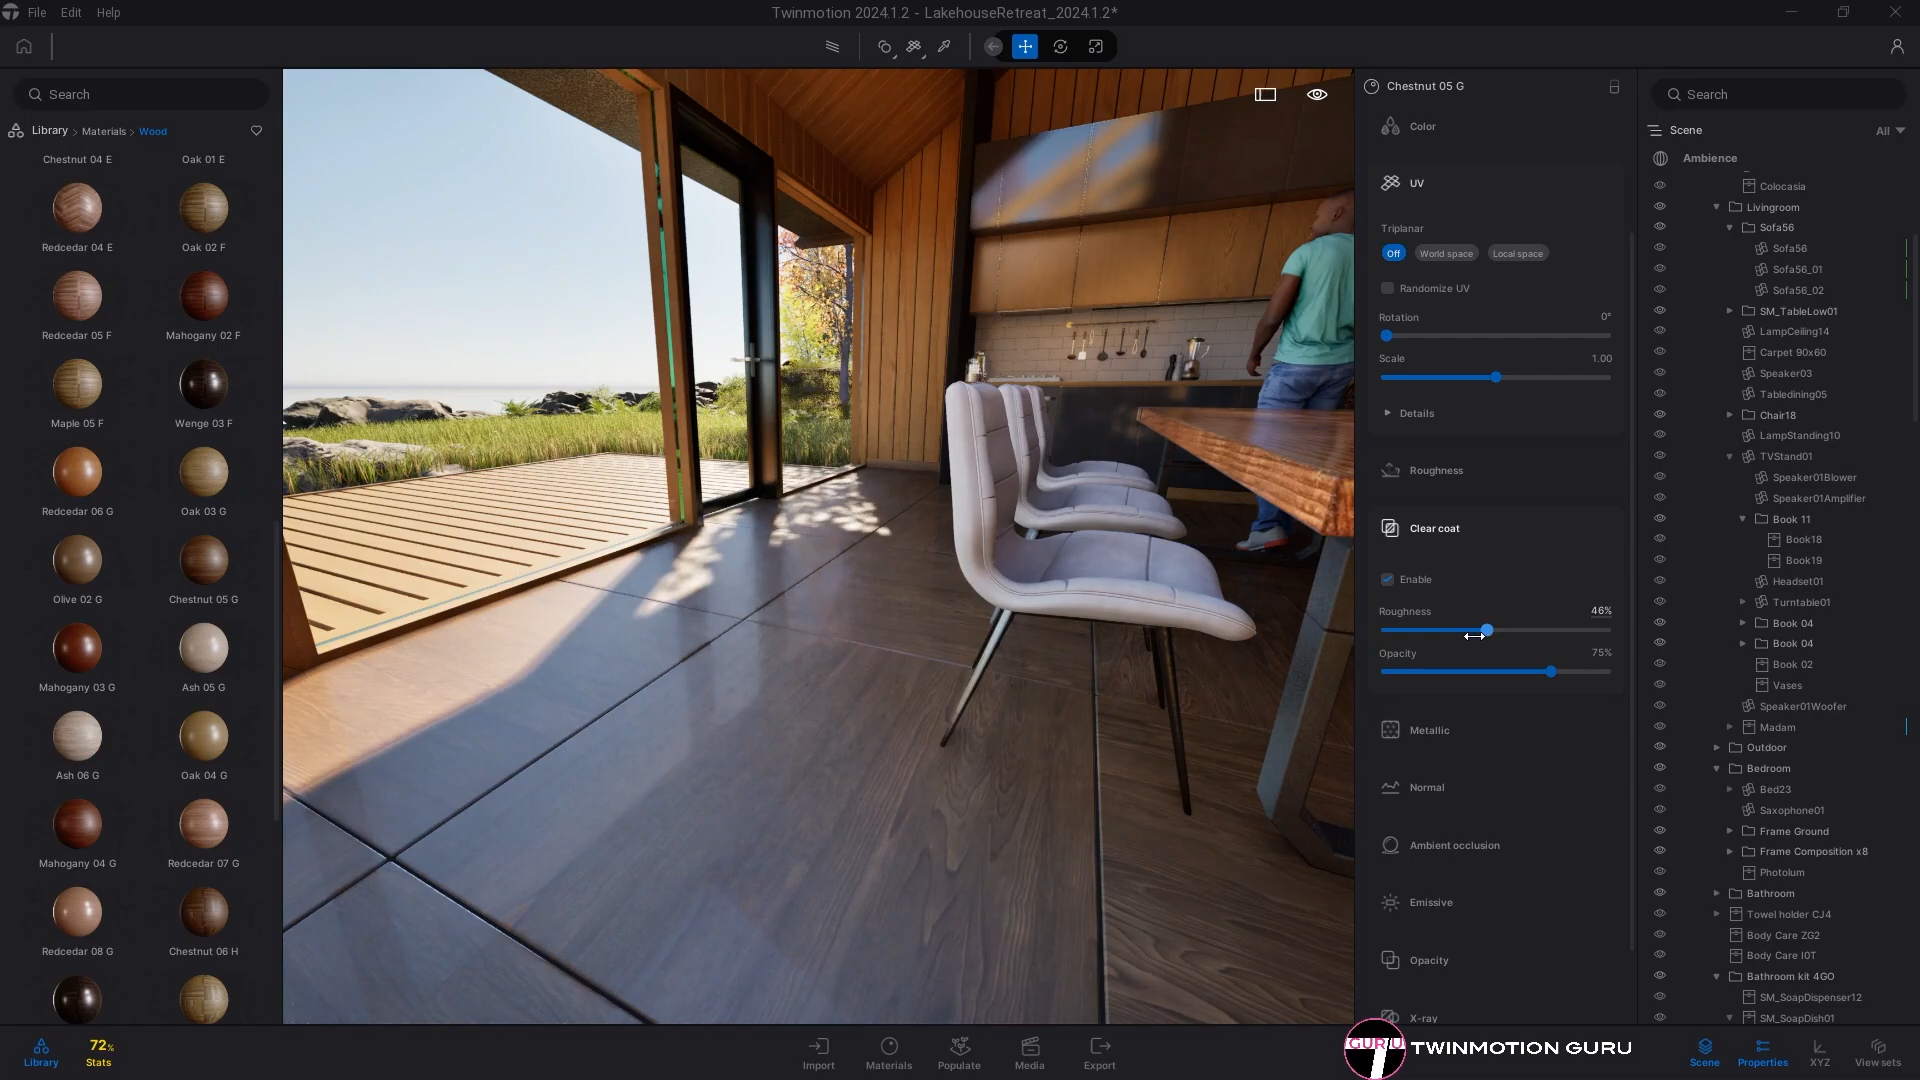 File Edit Help
Twinmotion 2024.1.2 - LakehouseRetreat_2024.1.2*
Search
Library > Materials > Wood
Chestnut 04 E Oak 01 E
Redcedar 04 E Oak 02 F
Redcedar 05 F Mahogany 02 F
Maple 05 F Wenge 03 F
Redcedar 06 G Oak 03 G
Olive 02 G Chestnut 05 G
Mahogany 03 G Ash 05 G
Ash 06 G Oak 04 G
Mahogany 04 G Redcedar 07 G
Redcedar 08 G Chestnut 06 H
Chestnut 05 G
Color
UV
Triplanar
Off World space Local space
Randomize UV
Rotation 0°
Scale 1.00
Details
Roughness
Clear coat
Enable
Roughness 46%
Opacity 75%
Metallic
Normal
Ambient occlusion
Emissive
Opacity
X-ray
Search
Scene All
Ambience
Colocasia
Livingroom
Sofa56
Sofa56
Sofa56_01
Sofa56_02
SM_TableLow01
LampCeiling14
Carpet 90x60
Speaker03
Tabledining05
Chair18
LampStanding10
TVStand01
Speaker01Blower
Speaker01Amplifier
Book 11
Book18
Book19
Headset01
Turntable01
Book 04
Book 04
Book 02
Vases
Speaker01Woofer
Madam
Outdoor
Bedroom
Bed23
Saxophone01
Frame Ground
Frame Composition x8
Photolum
Bathroom
Towel holder CJ4
Body Care ZG2
Body Care I0T
Bathroom kit 4GO
SM_SoapDispenser12
SM_SoapDish01
Library
72%
Stats
Import Materials Populate Media Export
GURU
TWINMOTION GURU
Scene Properties XYZ View sets